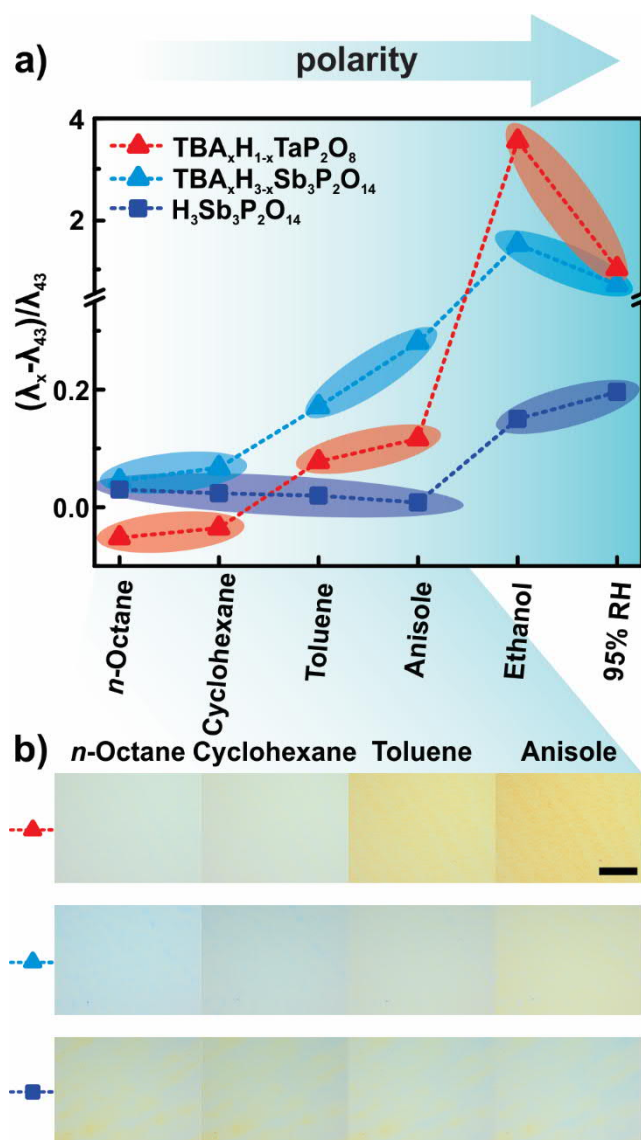 polarity
a)
4
TBAₓH₁₋ₓTaP₂O₈
TBAₓH₃₋ₓSb₃P₂O₁₄
2
H₃Sb₃P₂O₁₄
(λₓ-λ₄₃)/λ₄₃
0.2
0.0
n-Octane
Cyclohexane
Toluene
Anisole
Ethanol
95% RH
b)
n-Octane Cyclohexane Toluene Anisole